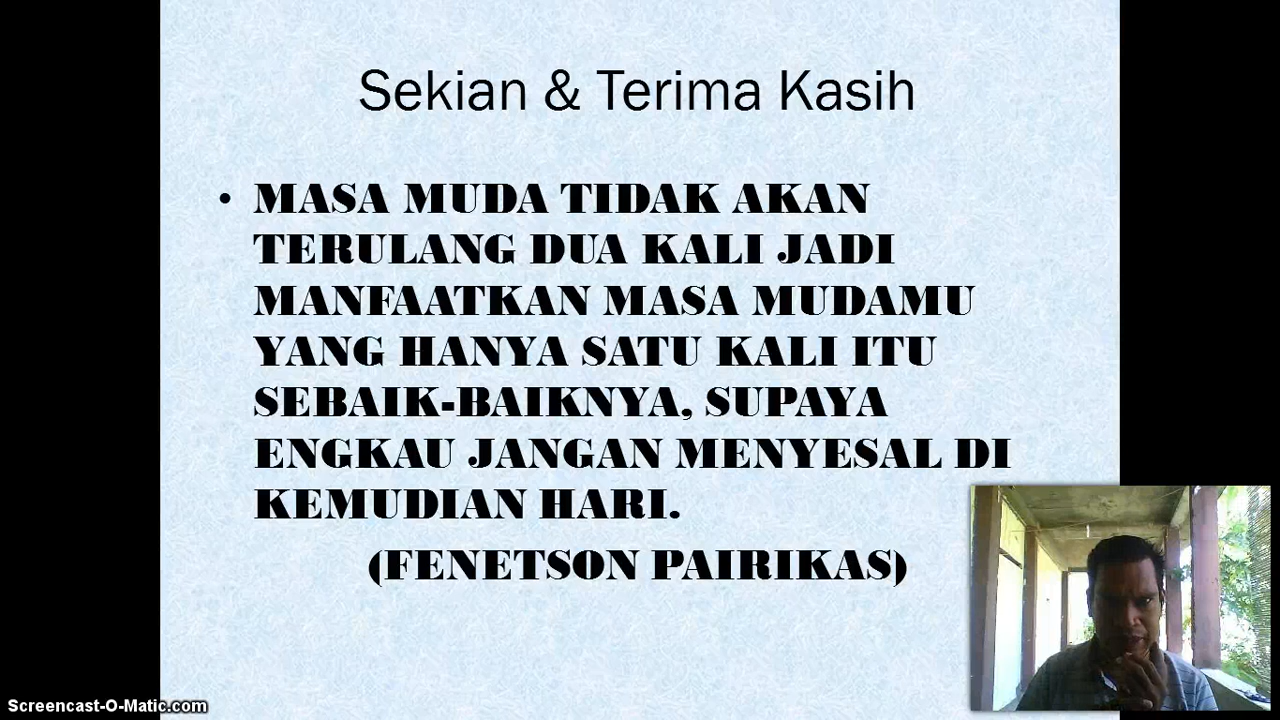 Sekian & Terima Kasih
• MASA MUDA TIDAK AKAN
TERULANG DUA KALI JADI
MANFAATKAN MASA MUDAMU
YANG HANYA SATU KALI ITU
SEBAIK-BAIKNYA, SUPAYA
ENGKAU JANGAN MENYESAL DI
KEMUDIAN HARI.
(FENETSON PAIRIKAS)
Screencast-O-Matic.com